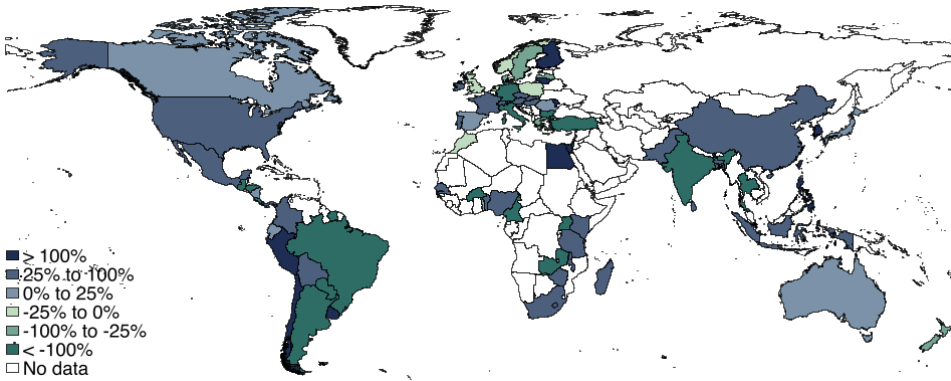 > 100%
25% to 100%
0% to 25%
-25% to 0%
-100% to -25%
< -100%
No data